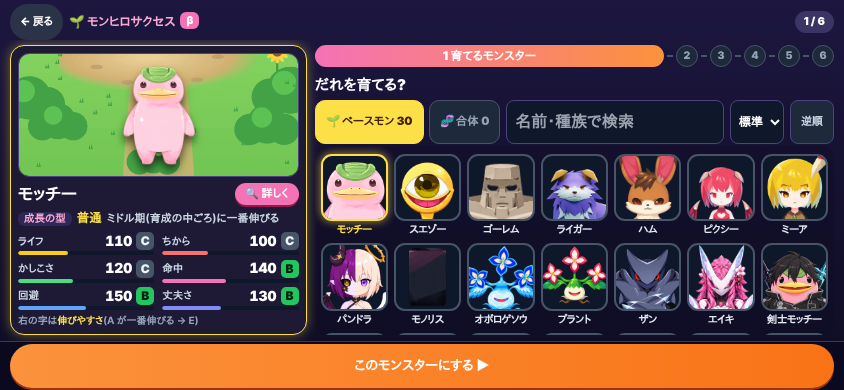 ← 戻る
🌱 モンヒロサクセス β
1 / 6
1 育てるモンスター
2
3
4
5
6
だれを育てる?
🌱 ベースモン 30
🧬 合体 0
名前・種族で検索
標準
逆順
モッチー
🔍 詳しく
成長の型 普通 ミドル期(育成の中ごろ)に一番伸びる
ライフ 110 C
ちから 100 C
かしこさ 120 C
命中 140 B
回避 150 B
丈夫さ 130 B
右の字は伸びやすさ(A が一番伸びる → E)
モッチー
スエゾー
ゴーレム
ライガー
ハム
ピクシー
ミーア
パンドラ
モノリス
オボロゲソウ
プラント
ザン
エイキ
剣士モッチー
このモンスターにする ▶